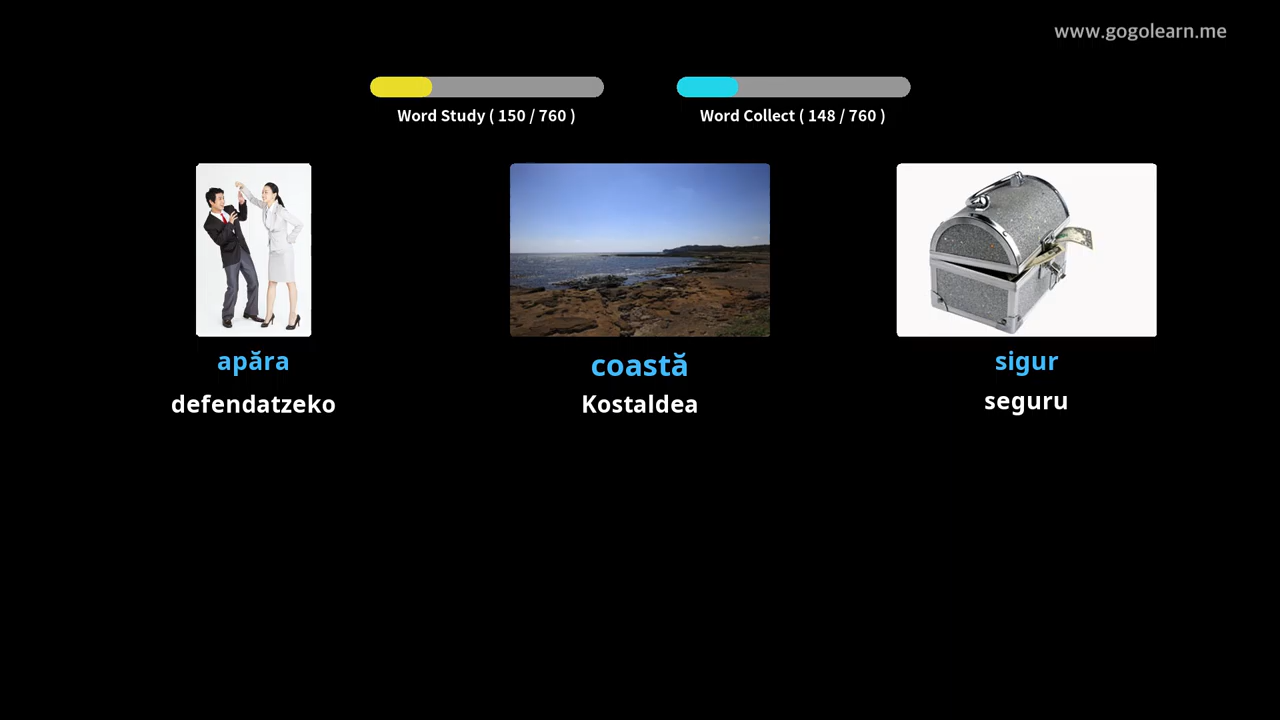 www.gogolearn.me
Word Study ( 150 / 760 )
Word Collect ( 148 / 760 )
apăra
defendatzeko
coastă
Kostaldea
sigur
seguru